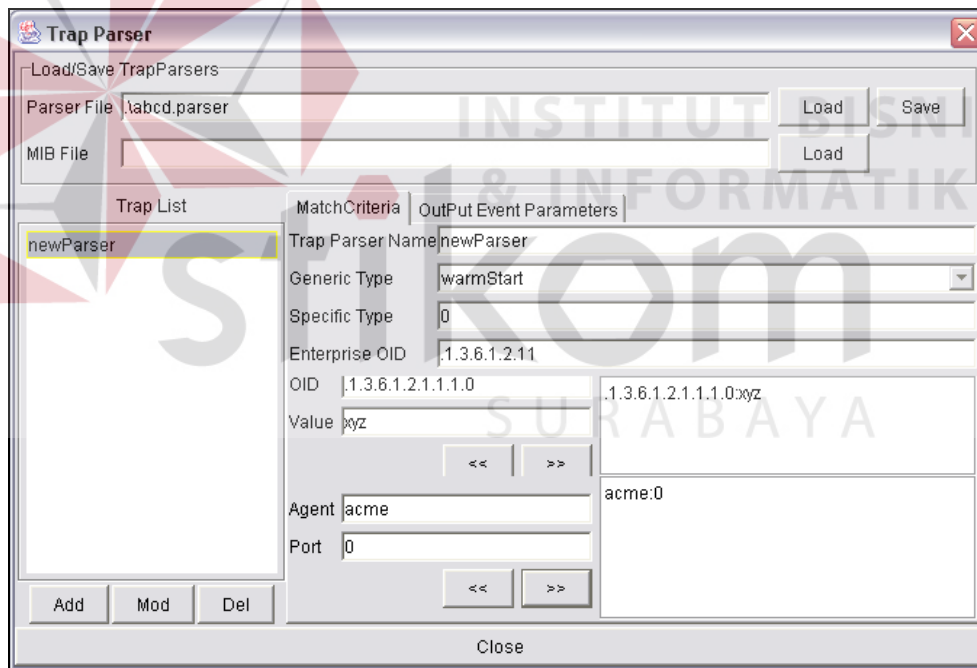 Trap Parser
Load/Save TrapParsers
Parser File .\abcd.parser Load Save
MIB File Load
Trap List
newParser
MatchCriteria OutPut Event Parameters
Trap Parser Name newParser
Generic Type warmStart
Specific Type 0
Enterprise OID .1.3.6.1.2.11
OID .1.3.6.1.2.1.1.1.0
Value xyz
<< >>
.1.3.6.1.2.1.1.1.0:xyz
Agent acme
Port 0
<< >>
acme:0
Add Mod Del
Close
INSTITUT BISNI
& INFORMATIK
stikom
SURABAYA